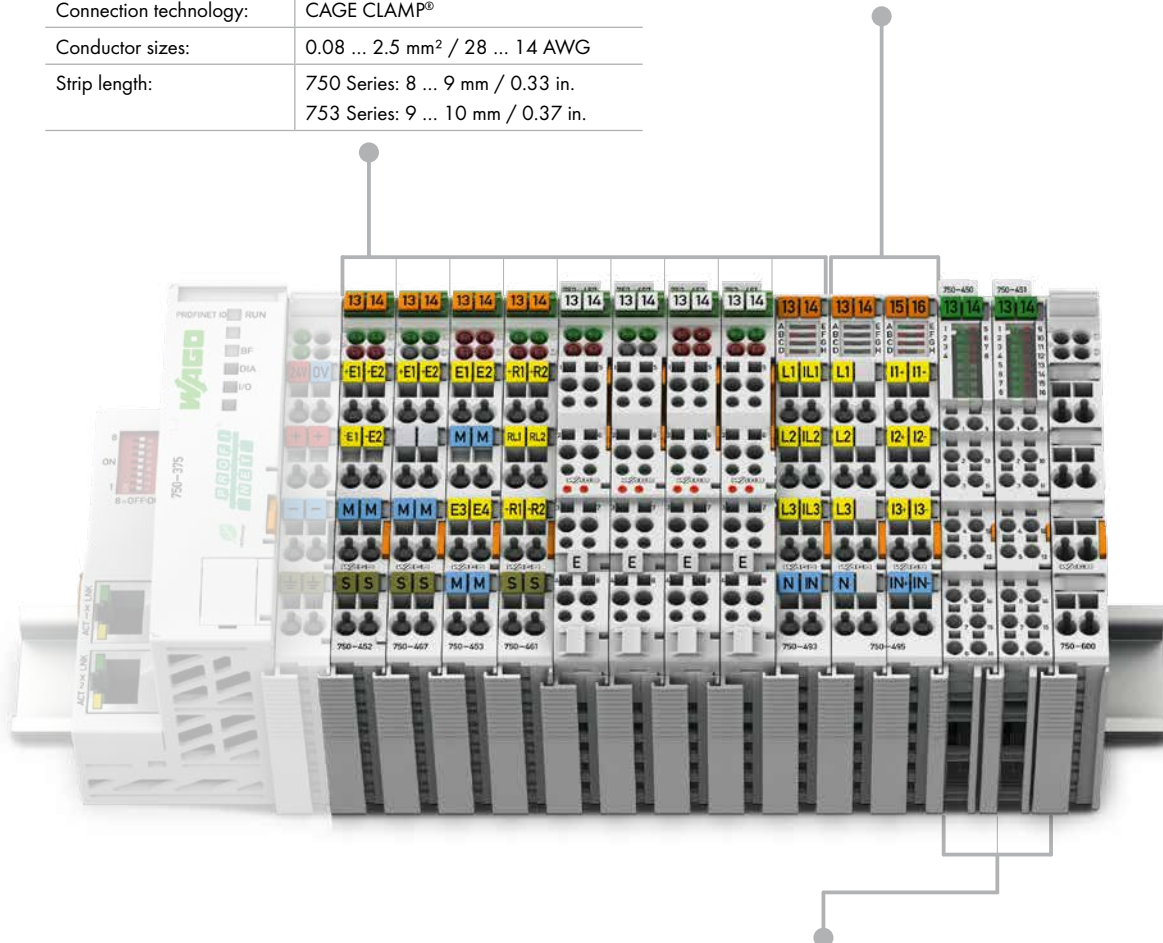 Connection technology: CAGE CLAMP®
Conductor sizes: 0.08 ... 2.5 mm² / 28 ... 14 AWG
Strip length: 750 Series: 8 ... 9 mm / 0.33 in.
753 Series: 9 ... 10 mm / 0.37 in.
750-450 750-451
13 14 13 14 13 14 13 14 13 14 13 14 13 14 13 14 13 14 13 14 15 16 13 14 13 14
PROFINET IO RUN
BF
DIA
I/O
WAGO
24V 0V +E1 -E2 +E1 -E2 E1 E2 +R1 +R2 L1 IL1 L1 I1+ I1-
+ + -E1 -E2 M M RL1 RL2 L2 IL2 L2 I2+ I2-
ON
750-375
PROFI
NET
- - M M M M E3 E4 -R1 -R2 L3 IL3 L3 I3+ I3-
E E E E
S S S S M M S S N IN N IN+ IN-
750-452 750-467 750-453 750-461 750-493 750-495 750-600
ACT LNK
ACT LNK